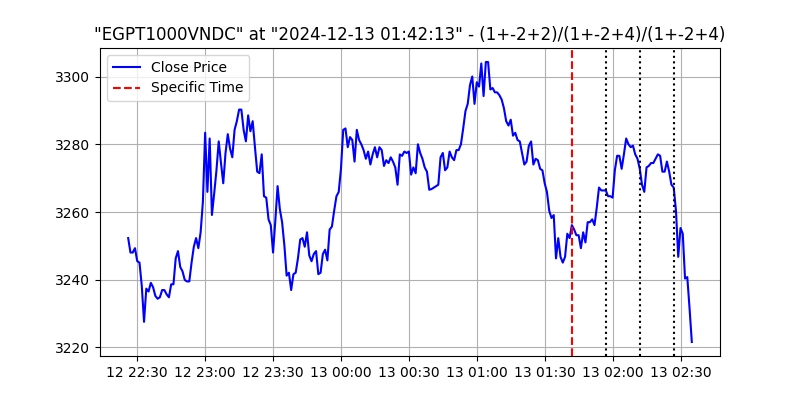 "EGPT1000VNDC" at "2024-12-13 01:42:13" - (1+-2+2)/(1+-2+4)/(1+-2+4)
Close Price
Specific Time
3300
3280
3260
3240
3220
12 22:30 12 23:00 12 23:30 13 00:00 13 00:30 13 01:00 13 01:30 13 02:00 13 02:30